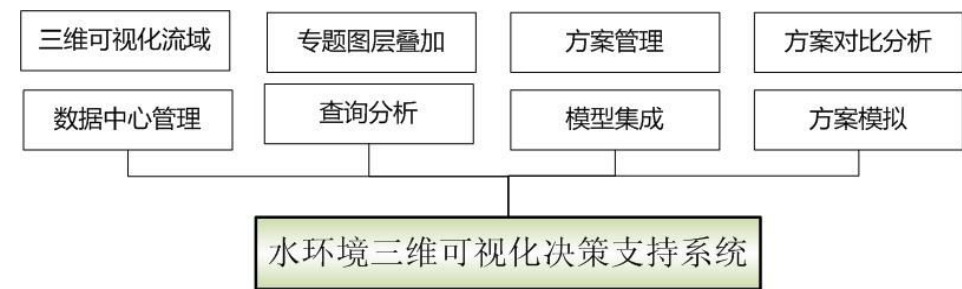 三维可视化流域
专题图层叠加
方案管理
方案对比分析
数据中心管理
查询分析
模型集成
方案模拟
水环境三维可视化决策支持系统